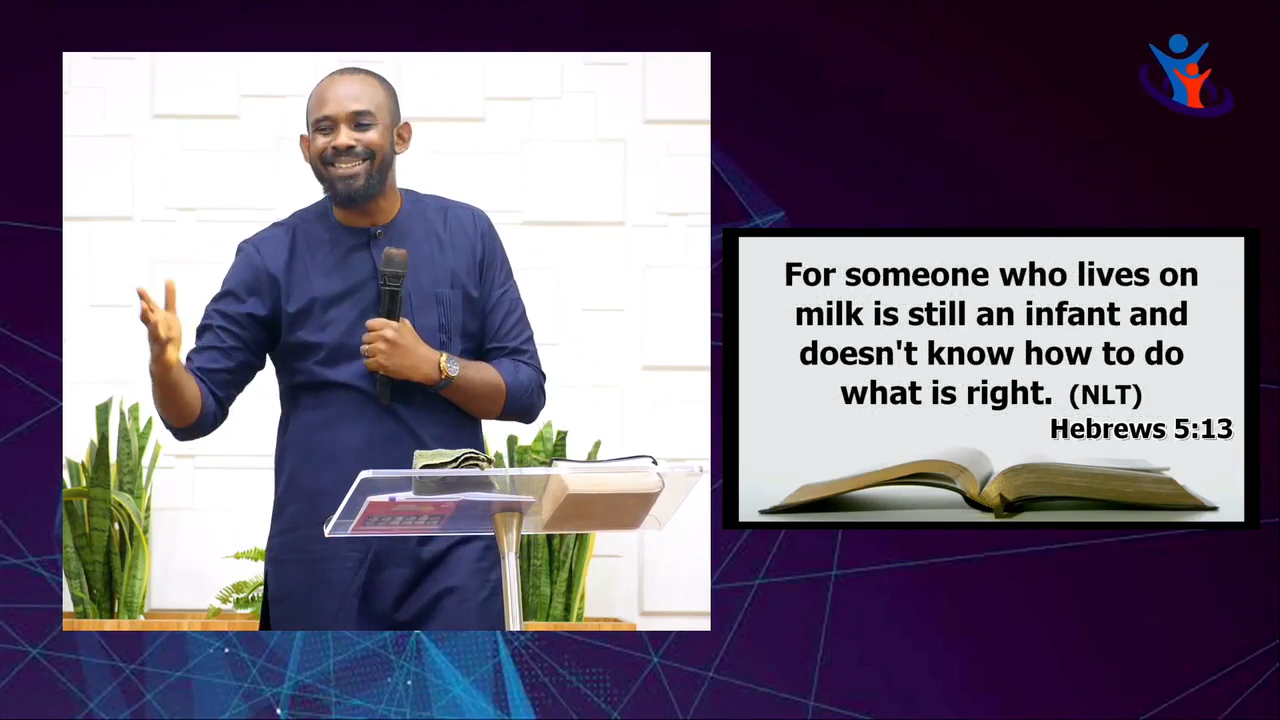 For someone who lives on
milk is still an infant and
doesn't know how to do
what is right. (NLT)
Hebrews 5:13